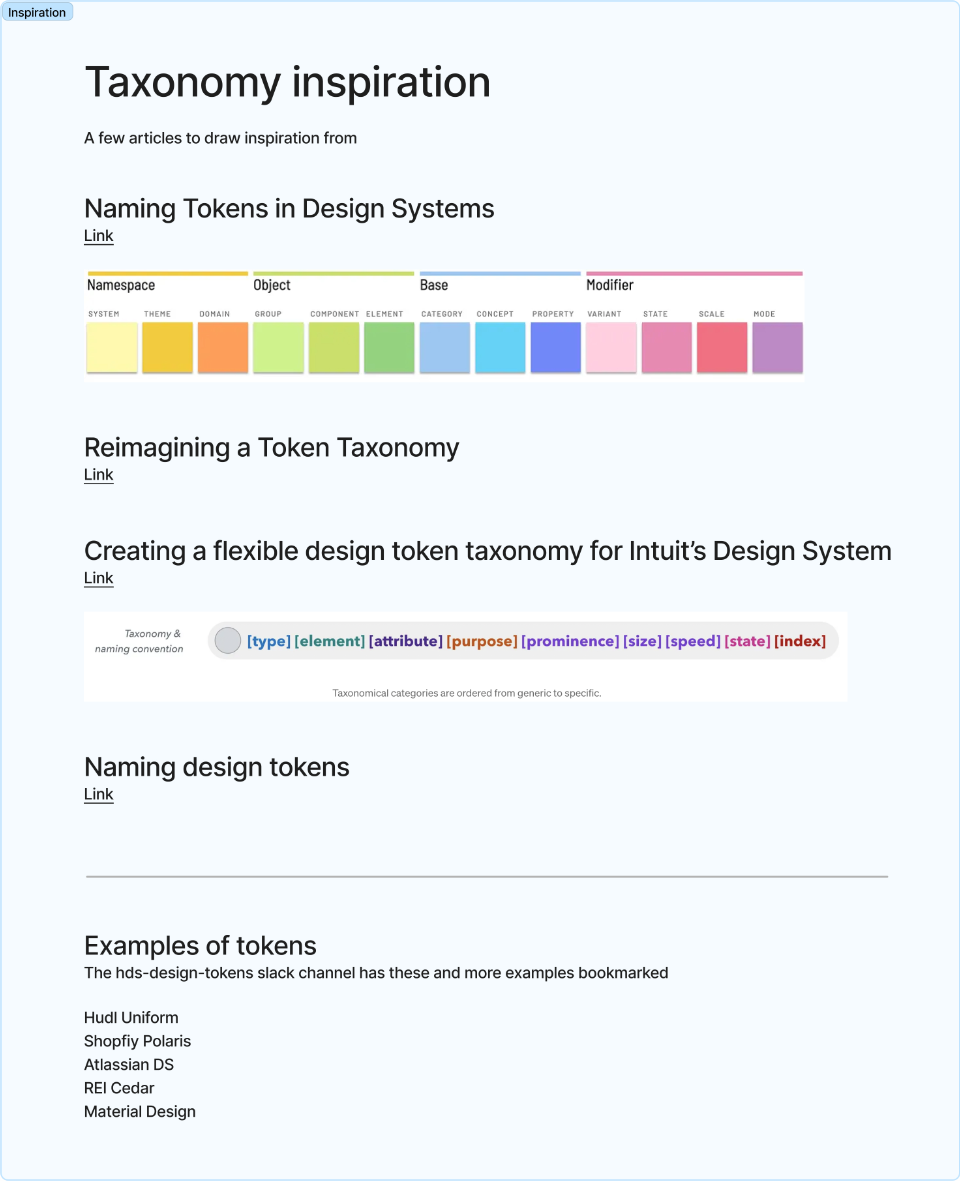 Inspiration
Taxonomy inspiration
A few articles to draw inspiration from
Naming Tokens in Design Systems
Link
Namespace Object Base Modifier
SYSTEM THEME DOMAIN GROUP COMPONENT ELEMENT CATEGORY CONCEPT PROPERTY VARIANT STATE SCALE MODE
Reimagining a Token Taxonomy
Link
Creating a flexible design token taxonomy for Intuit’s Design System
Link
Taxonomy &
naming convention
[type] [element] [attribute] [purpose] [prominence] [size] [speed] [state] [index]
Taxonomical categories are ordered from generic to specific.
Naming design tokens
Link
Examples of tokens
The hds-design-tokens slack channel has these and more examples bookmarked
Hudl Uniform
Shopfiy Polaris
Atlassian DS
REI Cedar
Material Design